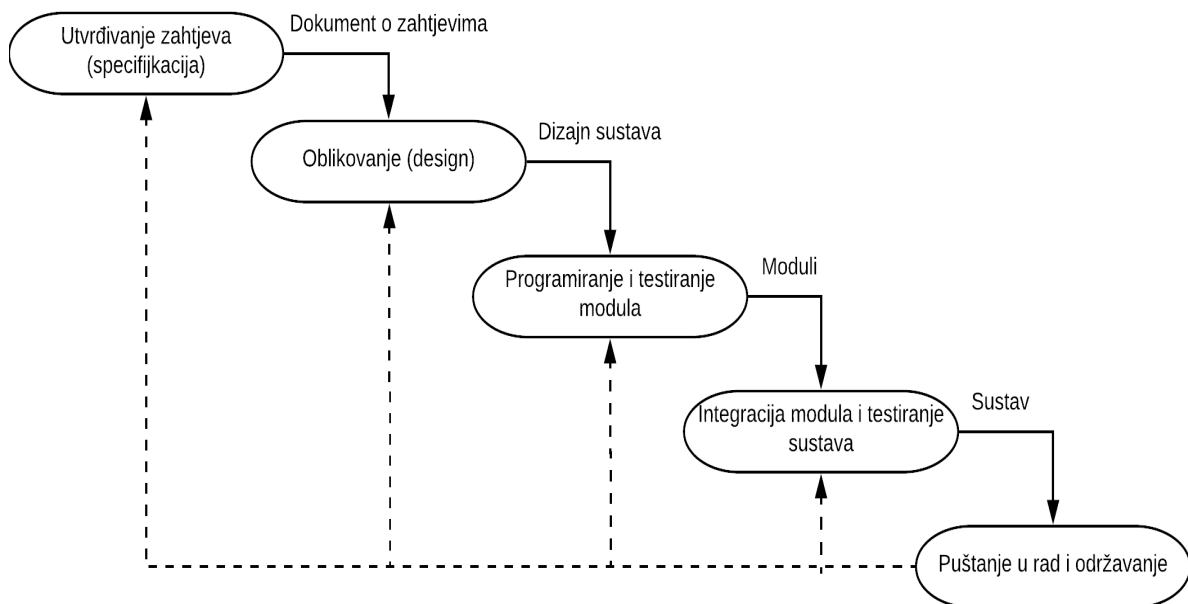 Utvrđivanje zahtjeva
(specifijkacija)
Dokument o zahtjevima
Oblikovanje (design)
Dizajn sustava
Programiranje i testiranje
modula
Moduli
Integracija modula i testiranje
sustava
Sustav
Puštanje u rad i održavanje